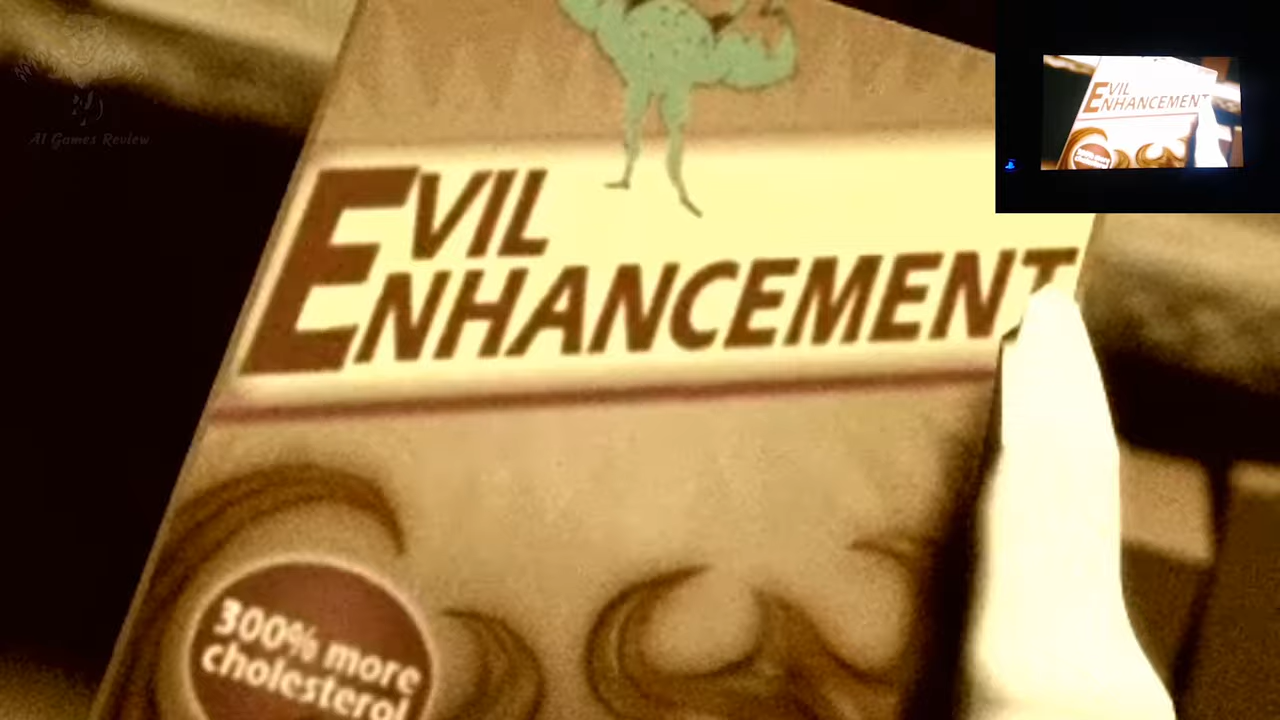 AI Games Review
EVIL
ENHANCEMENT
300% more
cholesterol
EVIL
ENHANCEMENT